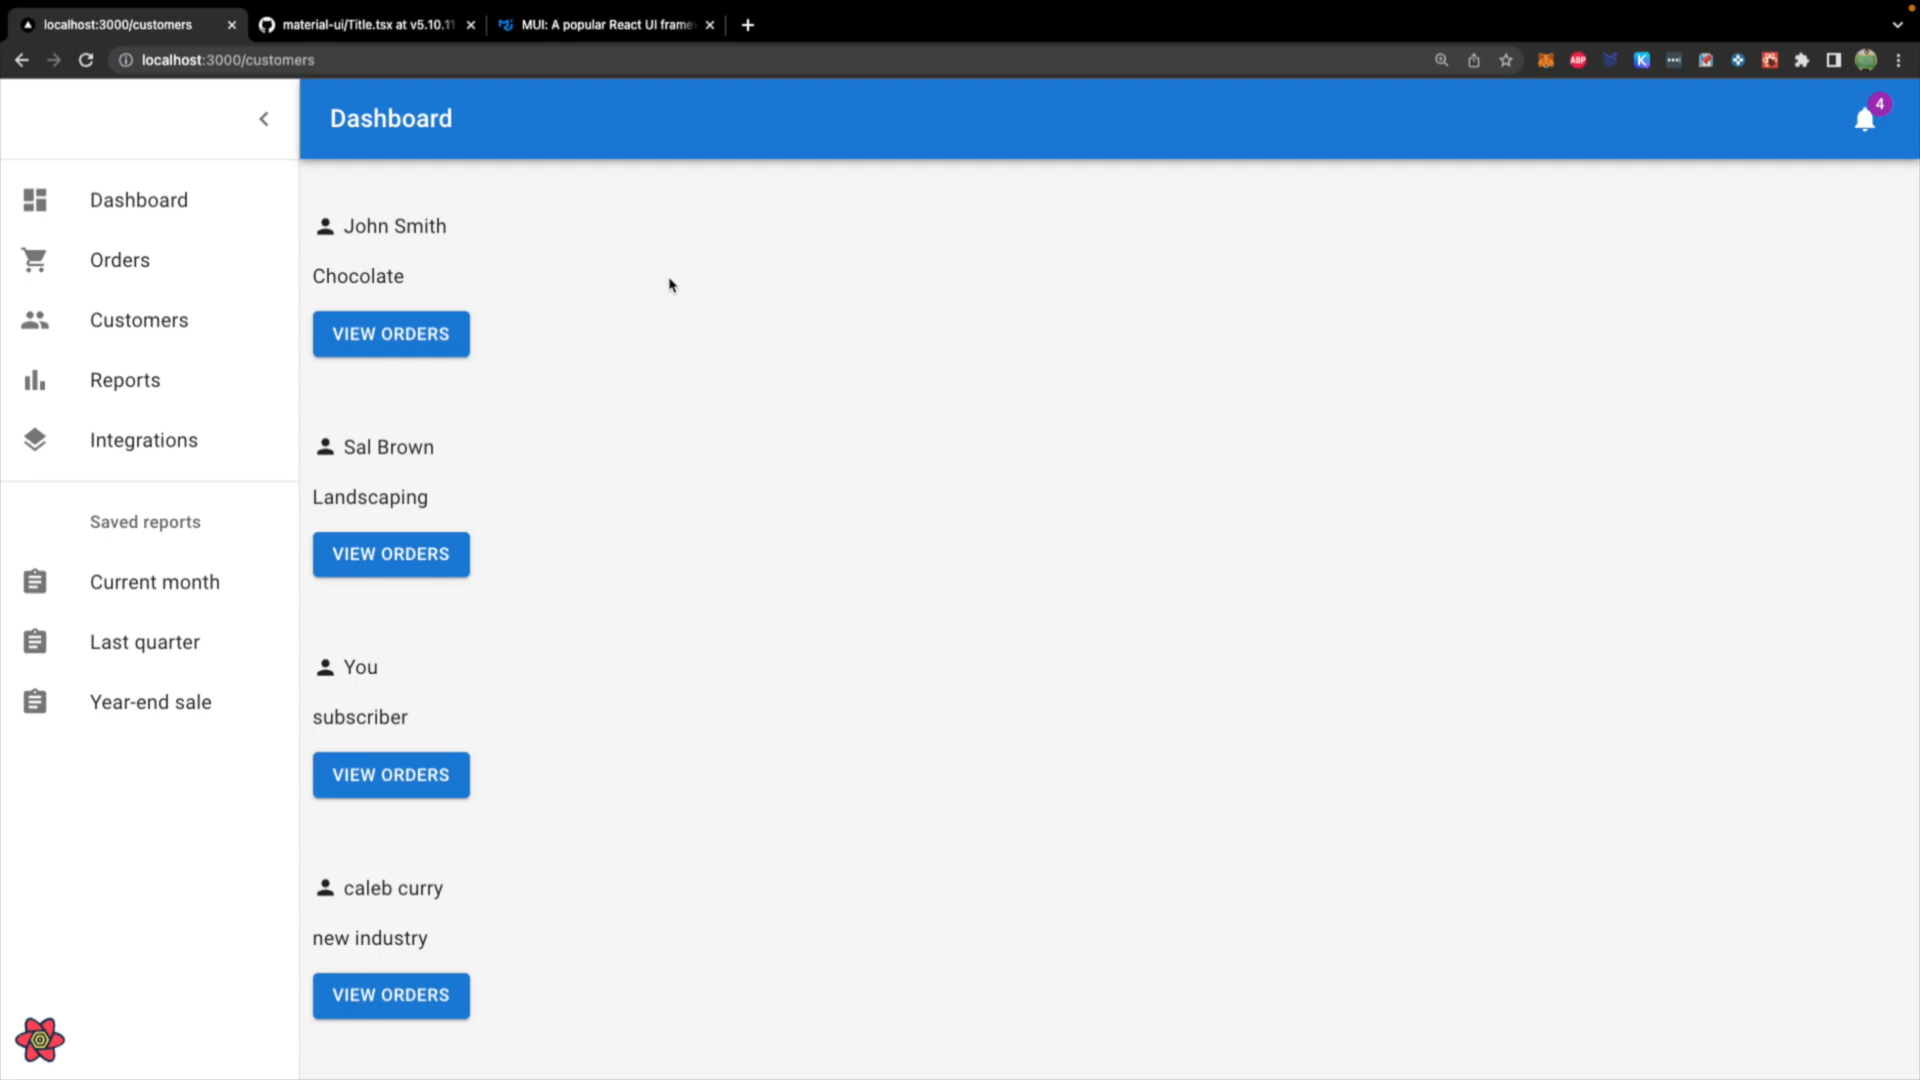 localhost:3000/customers
material-ui/Title.tsx at v5.10.11
MUI: A popular React UI frame
localhost:3000/customers
ABP
K
Dashboard
4
Dashboard
Orders
Customers
Reports
Integrations
Saved reports
Current month
Last quarter
Year-end sale
John Smith
Chocolate
VIEW ORDERS
Sal Brown
Landscaping
VIEW ORDERS
You
subscriber
VIEW ORDERS
caleb curry
new industry
VIEW ORDERS